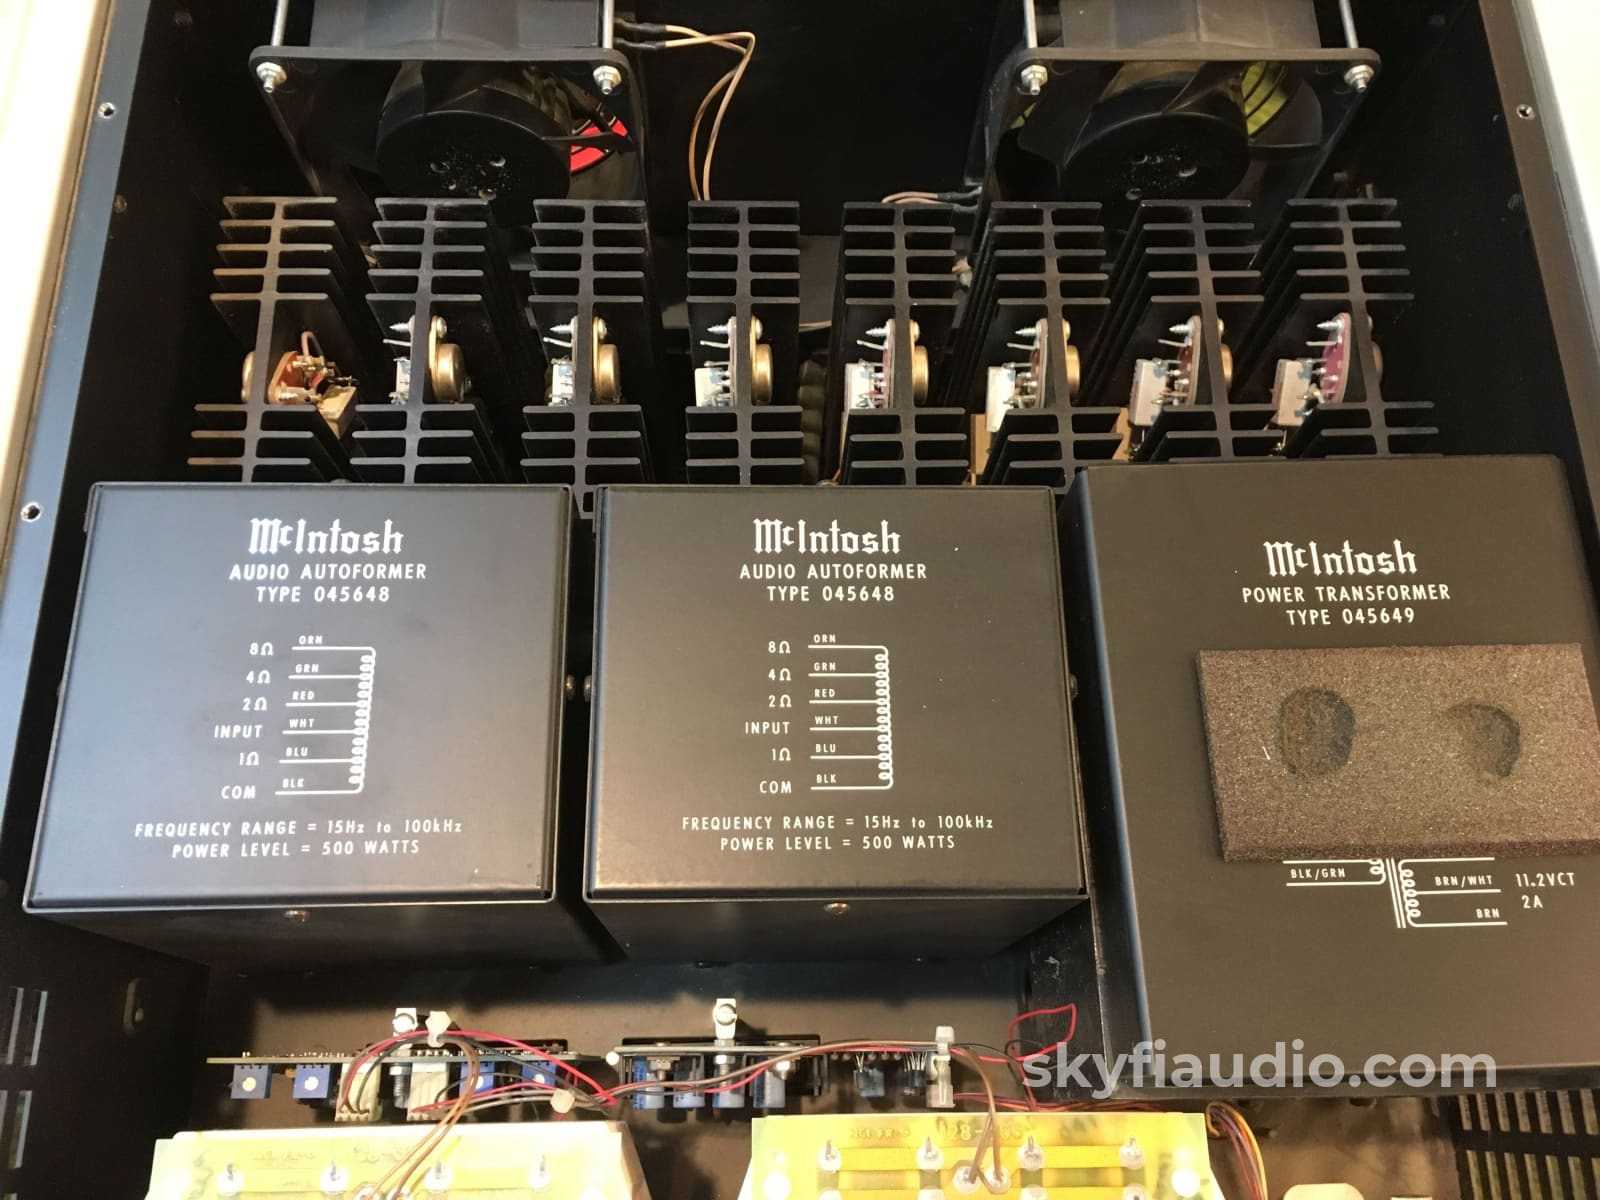 McIntosh
AUDIO AUTOFORMER
TYPE 045648
8Ω ORN
4Ω GRN
2Ω RED
INPUT WHT
1Ω BLU
COM BLK
FREQUENCY RANGE = 15Hz to 100kHz
POWER LEVEL = 500 WATTS
McIntosh
AUDIO AUTOFORMER
TYPE 045648
8Ω ORN
4Ω GRN
2Ω RED
INPUT WHT
1Ω BLU
COM BLK
FREQUENCY RANGE = 15Hz to 100kHz
POWER LEVEL = 500 WATTS
McIntosh
POWER TRANSFORMER
TYPE 045649
BLK/GRN
BRN/WHT 11.2VCT
2A
BRN
skyfiaudio.com